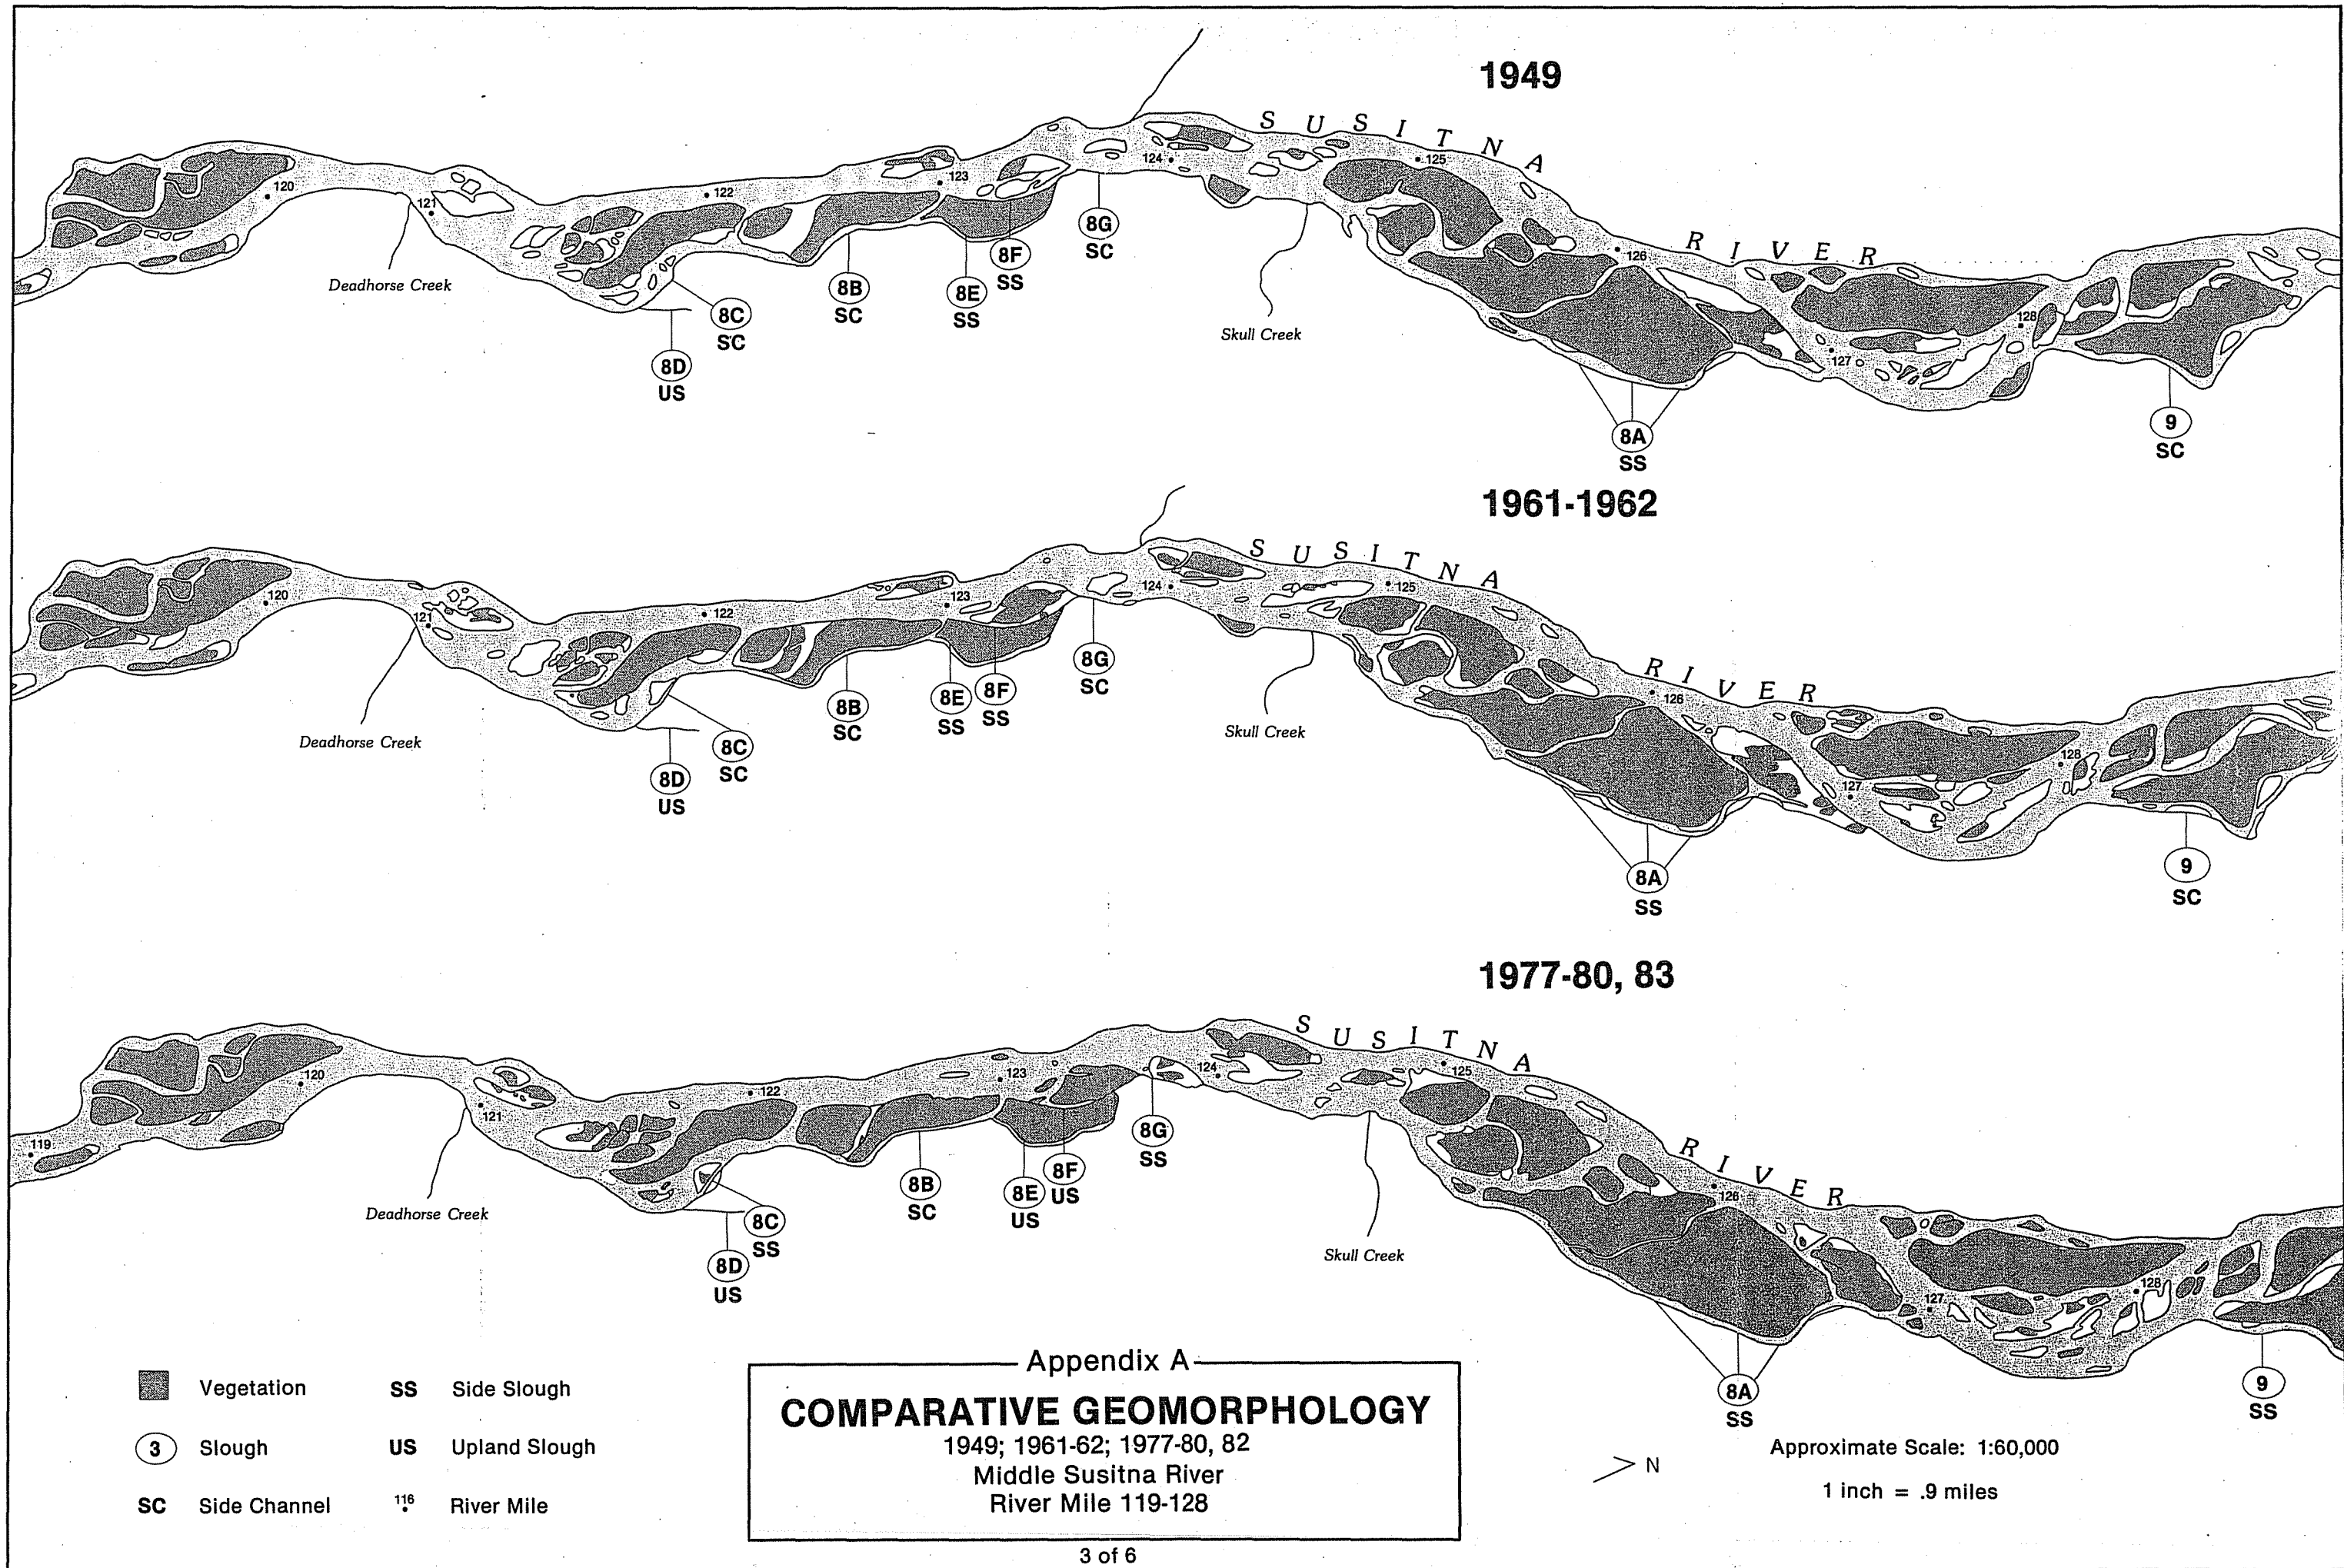 1949
S U S I T N A
R I V E R
120
121
122
123
124
125
126
127
128
Deadhorse Creek
Skull Creek
8D
US
8C
SC
8B
SC
8E
SS
8F
SS
8G
SC
8A
SS
9
SC
1961-1962
S U S I T N A
R I V E R
120
121
122
123
124
125
126
127
128
Deadhorse Creek
Skull Creek
8D
US
8C
SC
8B
SC
8E
SS
8F
SS
8G
SC
8A
SS
9
SC
1977-80, 83
S U S I T N A
R I V E R
119
120
121
122
123
124
125
126
127
128
Deadhorse Creek
Skull Creek
8D
US
8C
SS
8B
SC
8E
US
8F
US
8G
SS
8A
SS
9
SS
Vegetation
SS Side Slough
3 Slough
US Upland Slough
SC Side Channel
116 River Mile
Appendix A
COMPARATIVE GEOMORPHOLOGY
1949; 1961-62; 1977-80, 82
Middle Susitna River
River Mile 119-128
N
Approximate Scale: 1:60,000
1 inch = .9 miles
3 of 6